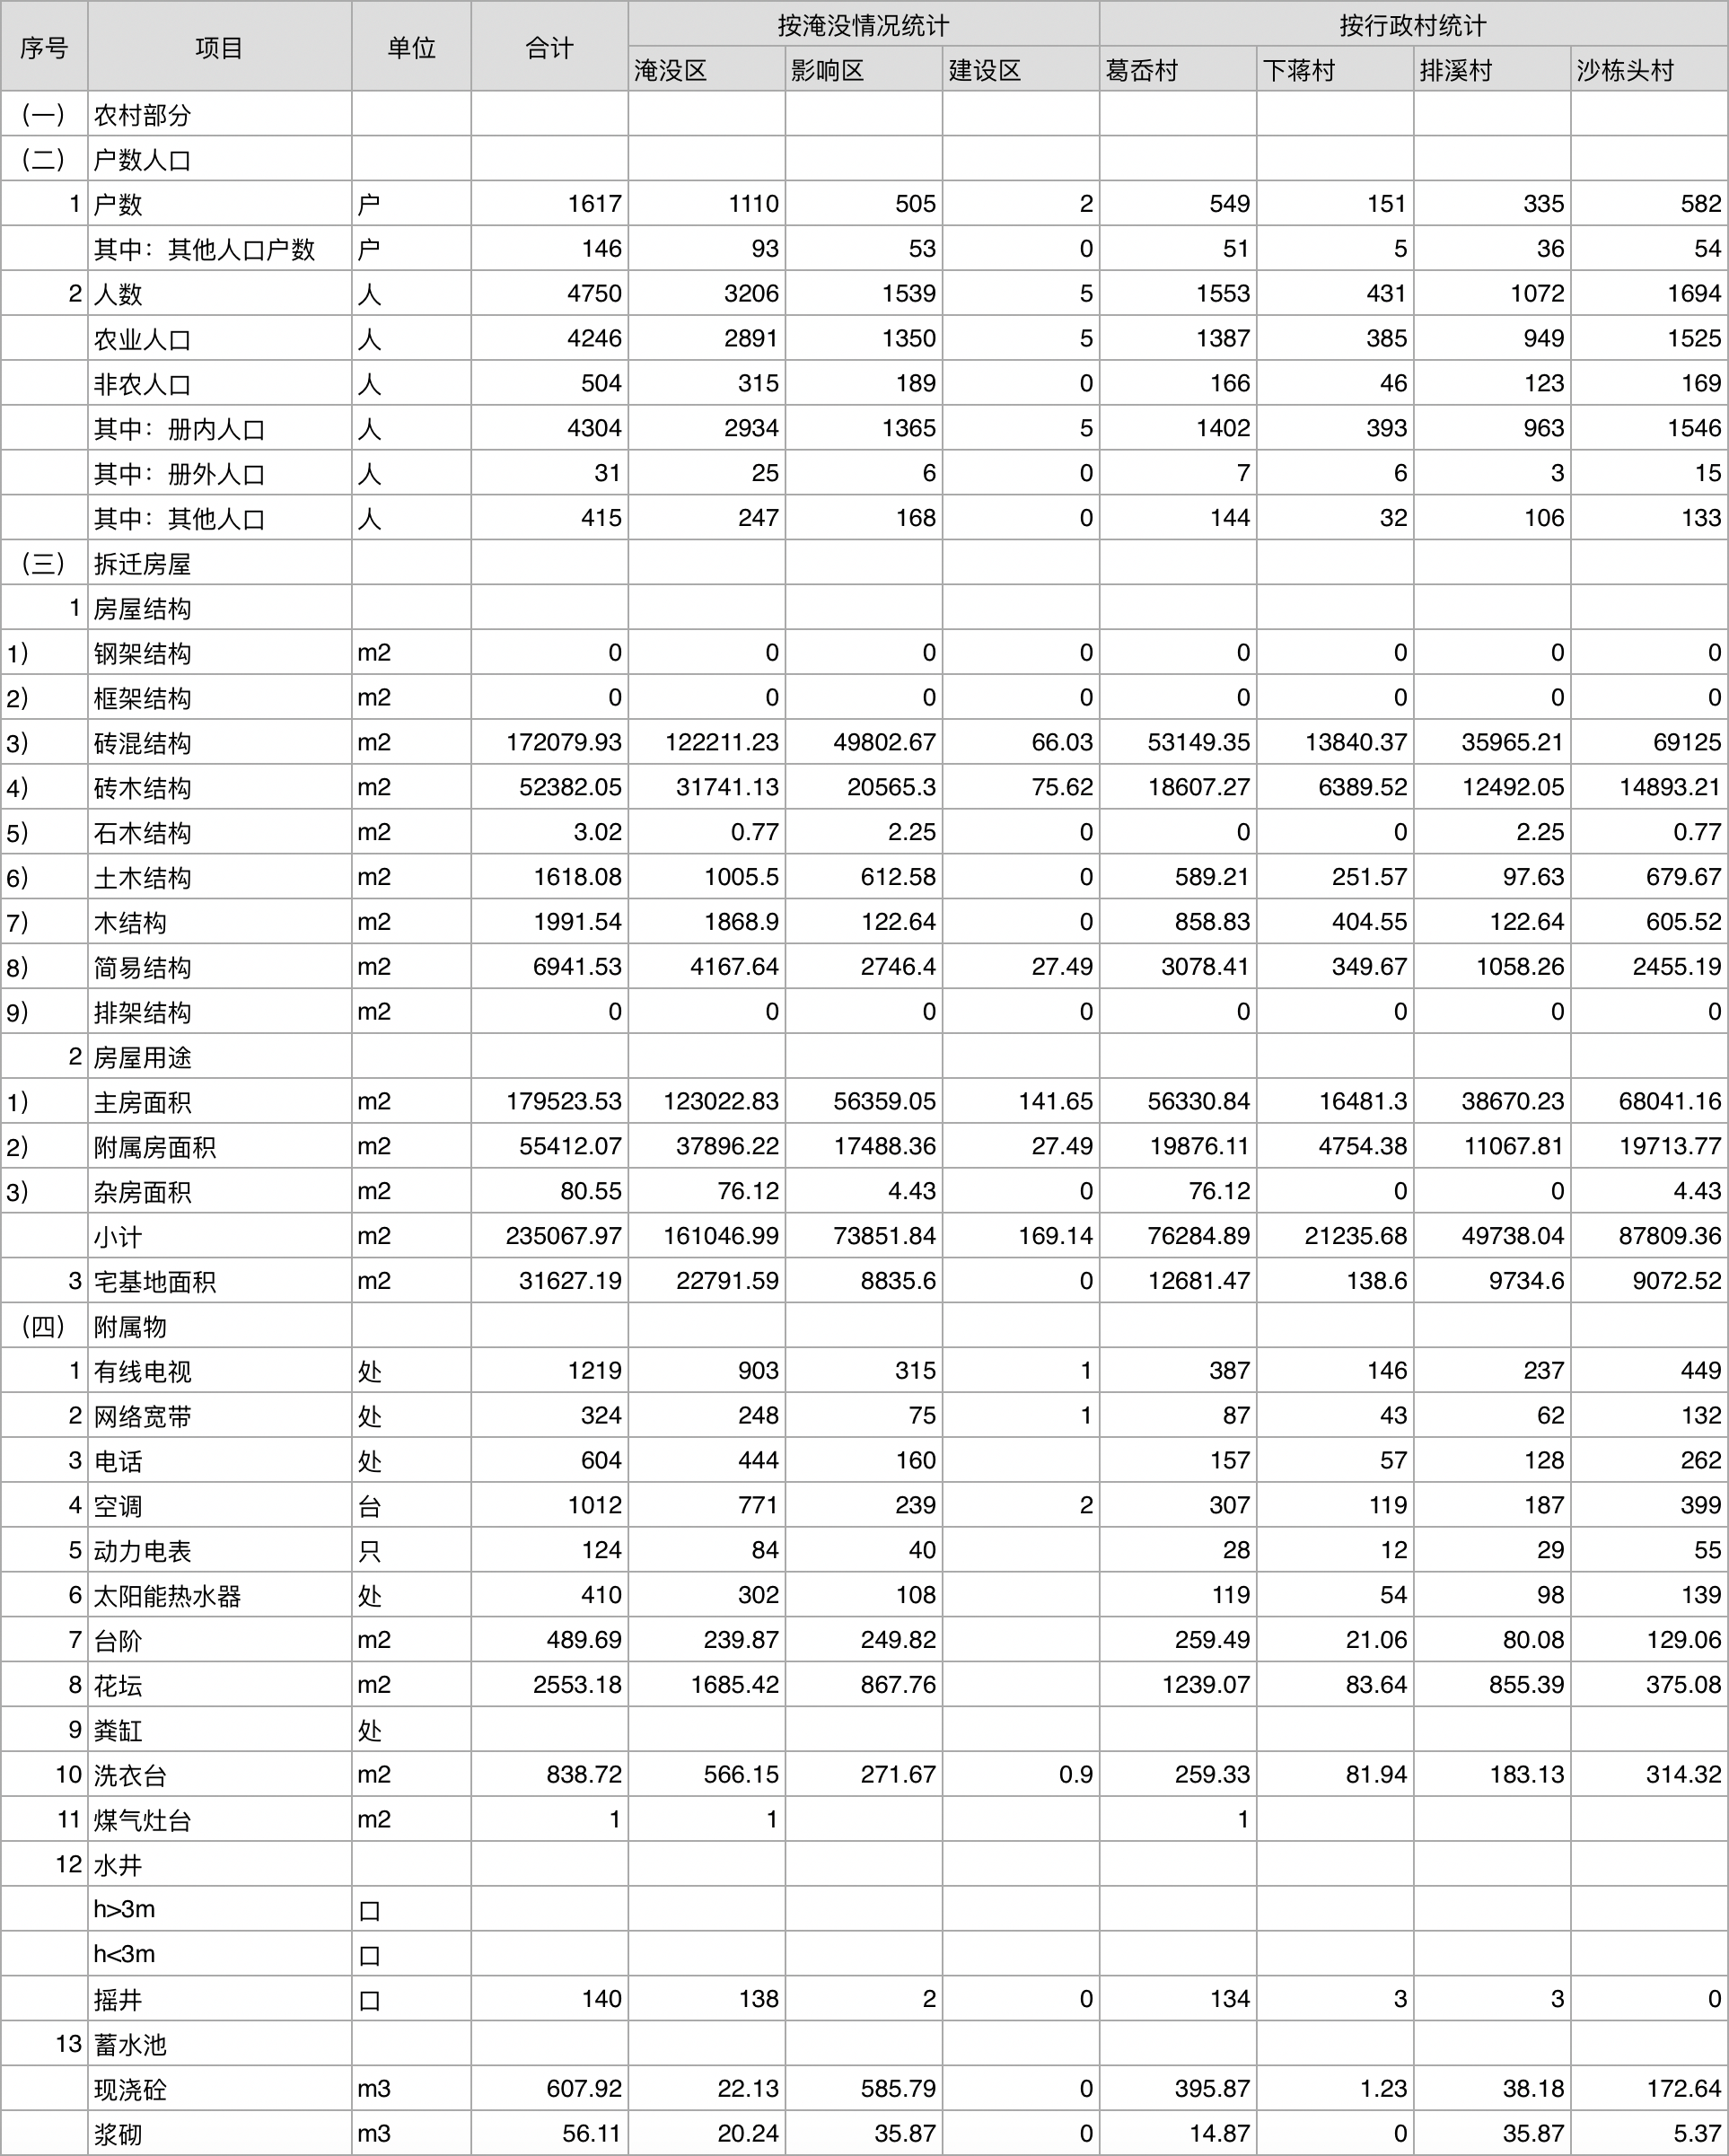 序号 项目 单位 合计 按淹没情况统计 按行政村统计
淹没区 影响区 建设区 葛岙村 下蒋村 排溪村 沙栋头村
（一） 农村部分
（二） 户数人口
1 户数 户 1617 1110 505 2 549 151 335 582
其中：其他人口户数 户 146 93 53 0 51 5 36 54
2 人数 人 4750 3206 1539 5 1553 431 1072 1694
农业人口 人 4246 2891 1350 5 1387 385 949 1525
非农人口 人 504 315 189 0 166 46 123 169
其中：册内人口 人 4304 2934 1365 5 1402 393 963 1546
其中：册外人口 人 31 25 6 0 7 6 3 15
其中：其他人口 人 415 247 168 0 144 32 106 133
（三） 拆迁房屋
1 房屋结构
1） 钢架结构 m2 0 0 0 0 0 0 0 0
2） 框架结构 m2 0 0 0 0 0 0 0 0
3） 砖混结构 m2 172079.93 122211.23 49802.67 66.03 53149.35 13840.37 35965.21 69125
4） 砖木结构 m2 52382.05 31741.13 20565.3 75.62 18607.27 6389.52 12492.05 14893.21
5） 石木结构 m2 3.02 0.77 2.25 0 0 0 2.25 0.77
6） 土木结构 m2 1618.08 1005.5 612.58 0 589.21 251.57 97.63 679.67
7） 木结构 m2 1991.54 1868.9 122.64 0 858.83 404.55 122.64 605.52
8） 简易结构 m2 6941.53 4167.64 2746.4 27.49 3078.41 349.67 1058.26 2455.19
9） 排架结构 m2 0 0 0 0 0 0 0 0
2 房屋用途
1） 主房面积 m2 179523.53 123022.83 56359.05 141.65 56330.84 16481.3 38670.23 68041.16
2） 附属房面积 m2 55412.07 37896.22 17488.36 27.49 19876.11 4754.38 11067.81 19713.77
3） 杂房面积 m2 80.55 76.12 4.43 0 76.12 0 0 4.43
小计 m2 235067.97 161046.99 73851.84 169.14 76284.89 21235.68 49738.04 87809.36
3 宅基地面积 m2 31627.19 22791.59 8835.6 0 12681.47 138.6 9734.6 9072.52
（四） 附属物
1 有线电视 处 1219 903 315 1 387 146 237 449
2 网络宽带 处 324 248 75 1 87 43 62 132
3 电话 处 604 444 160 157 57 128 262
4 空调 台 1012 771 239 2 307 119 187 399
5 动力电表 只 124 84 40 28 12 29 55
6 太阳能热水器 处 410 302 108 119 54 98 139
7 台阶 m2 489.69 239.87 249.82 259.49 21.06 80.08 129.06
8 花坛 m2 2553.18 1685.42 867.76 1239.07 83.64 855.39 375.08
9 粪缸 处
10 洗衣台 m2 838.72 566.15 271.67 0.9 259.33 81.94 183.13 314.32
11 煤气灶台 m2 1 1 1
12 水井
h>3m 口
h<3m 口
摇井 口 140 138 2 0 134 3 3 0
13 蓄水池
现浇砼 m3 607.92 22.13 585.79 0 395.87 1.23 38.18 172.64
浆砌 m3 56.11 20.24 35.87 0 14.87 0 35.87 5.37